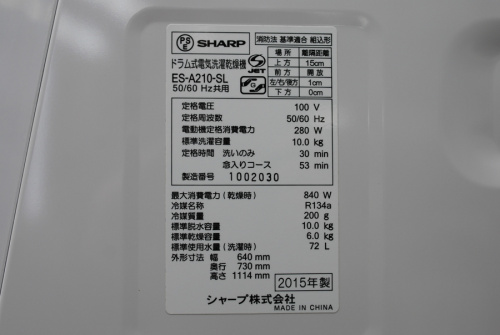 PSE SHARP
ドラム式電気洗濯乾燥機
ES-A210-SL
50/60 Hz共用
JET
消防法 基準適合 組込形
場所 離隔距離
上方 15cm
前方 開放
左/右/後方 1cm
下方 0cm
定格電圧 100 V
定格周波数 50/60 Hz
電動機定格消費電力 280 W
標準洗濯容量 10.0 kg
定格時間 洗いのみ 30 min
念入りコース 53 min
製造番号 1002030
最大消費電力(乾燥時) 840 W
冷媒名称 R134a
冷媒質量 200 g
標準脱水容量 10.0 kg
標準乾燥容量 6.0 kg
標準使用水量(洗濯時) 72 L
外形寸法 幅 640 mm
奥行 730 mm
高さ 1114 mm
2015年製
シャープ株式会社
MADE IN CHINA